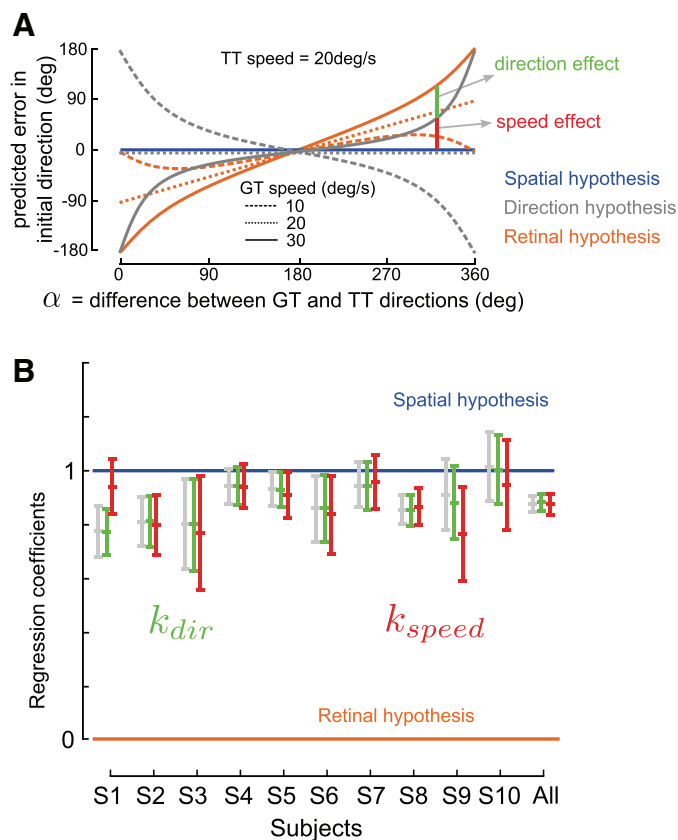 A
predicted error in
initial direction (deg)
180
90
0
-90
-180
TT speed = 20deg/s
direction effect
speed effect
GT speed (deg/s)
10
20
30
Spatial hypothesis
Direction hypothesis
Retinal hypothesis
0 90 180 270 360
α = difference between GT and TT directions (deg)
B
Regression coefficients
1
0
Spatial hypothesis
k_dir
k_speed
Retinal hypothesis
S1 S2 S3 S4 S5 S6 S7 S8 S9 S10 All
Subjects